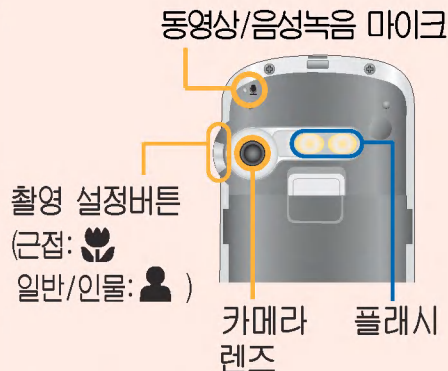 동영상/음성녹음 마이크
촬영 설정버튼
(근접:
일반/인물: )
카메라
렌즈
플래시